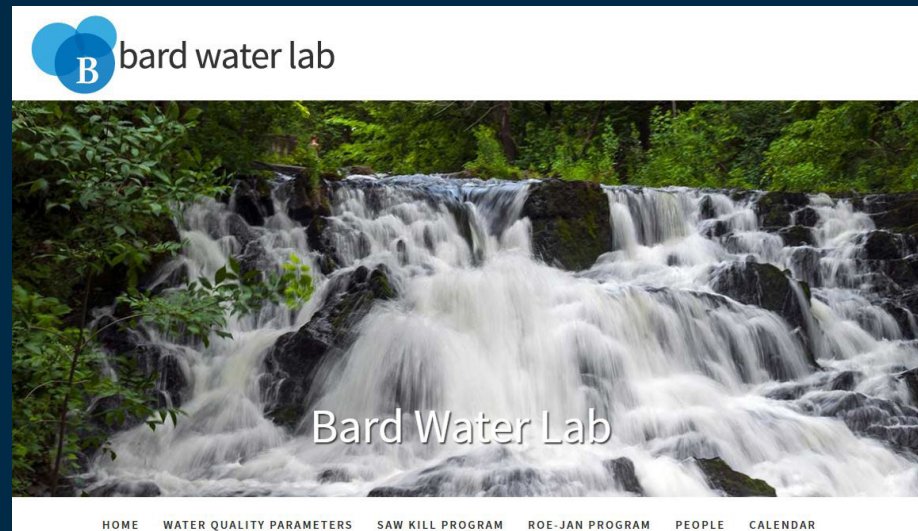 B bard water lab
Bard Water Lab
HOME WATER QUALITY PARAMETERS SAW KILL PROGRAM ROE-JAN PROGRAM PEOPLE CALENDAR